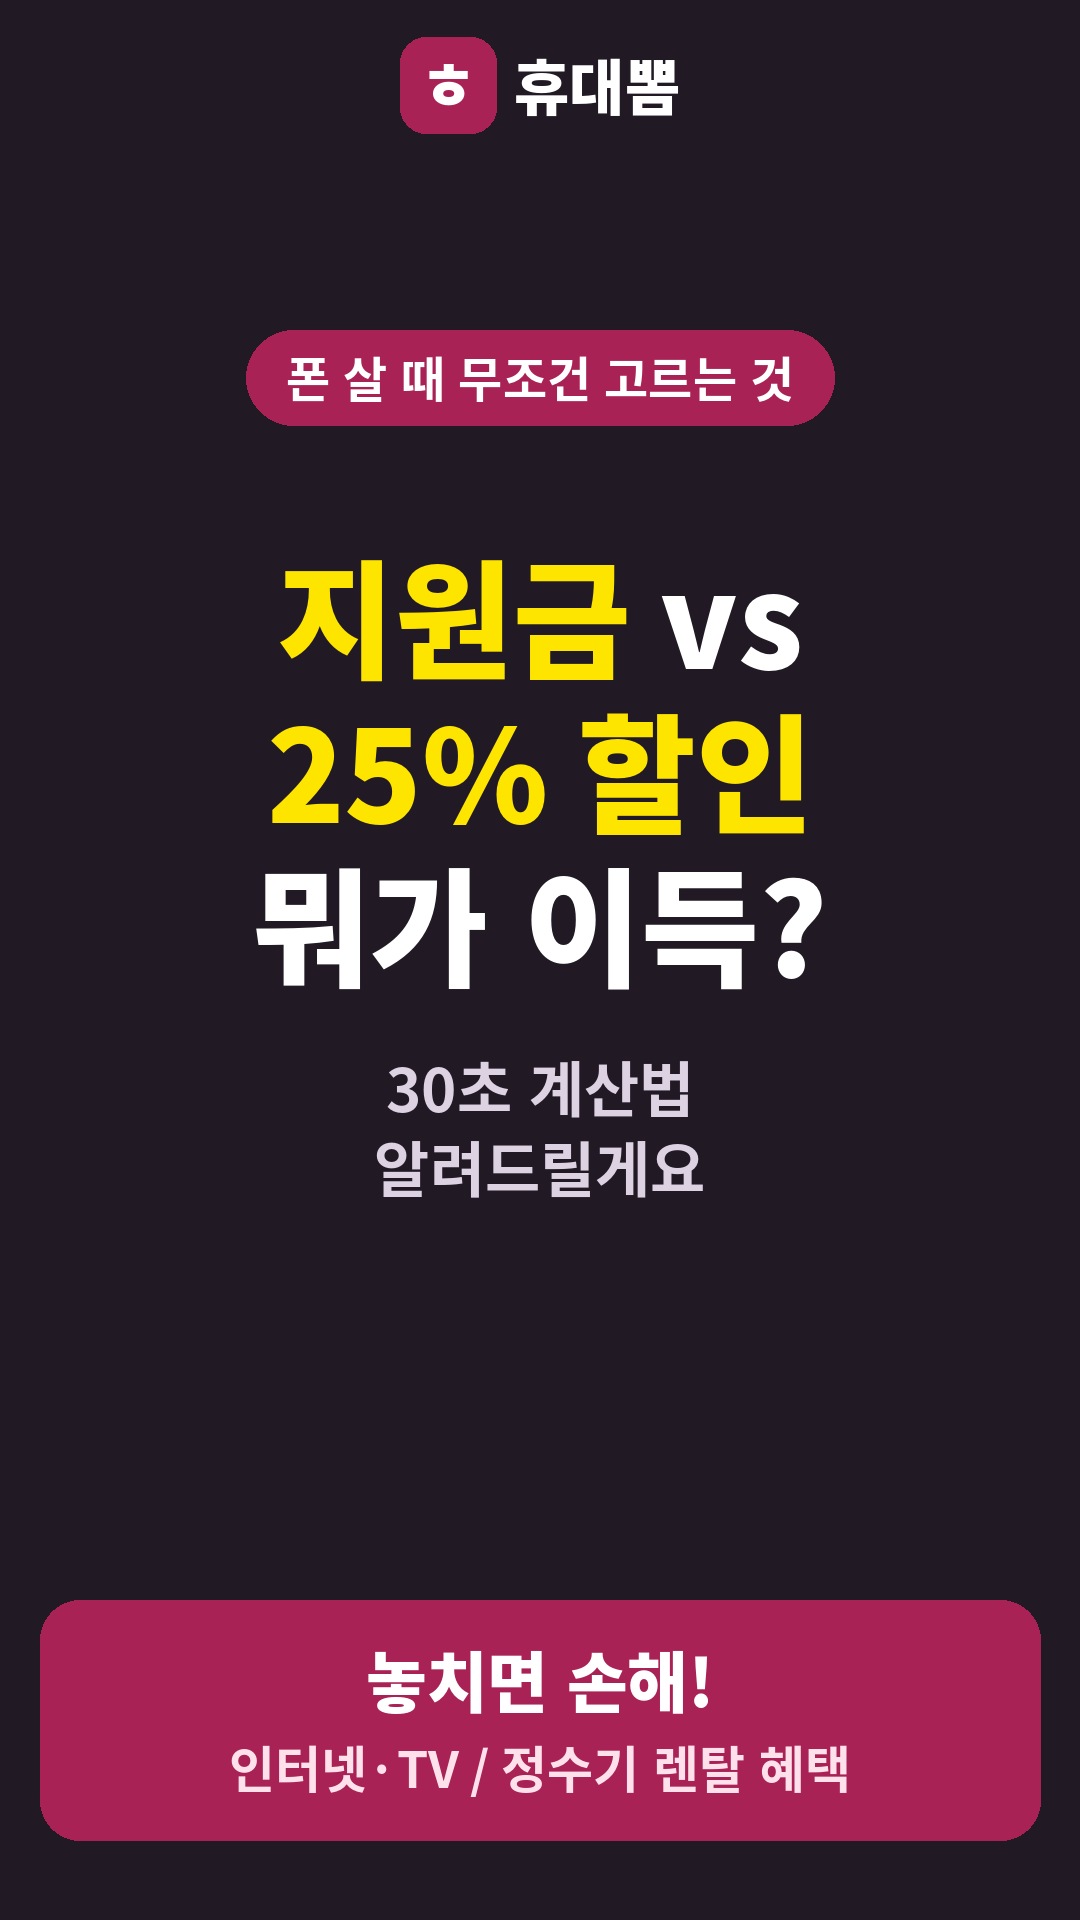 ㅎ 휴대뽐
폰 살 때 무조건 고르는 것
지원금 vs
25% 할인
뭐가 이득?
30초 계산법
알려드릴게요
놓치면 손해!
인터넷·TV / 정수기 렌탈 혜택